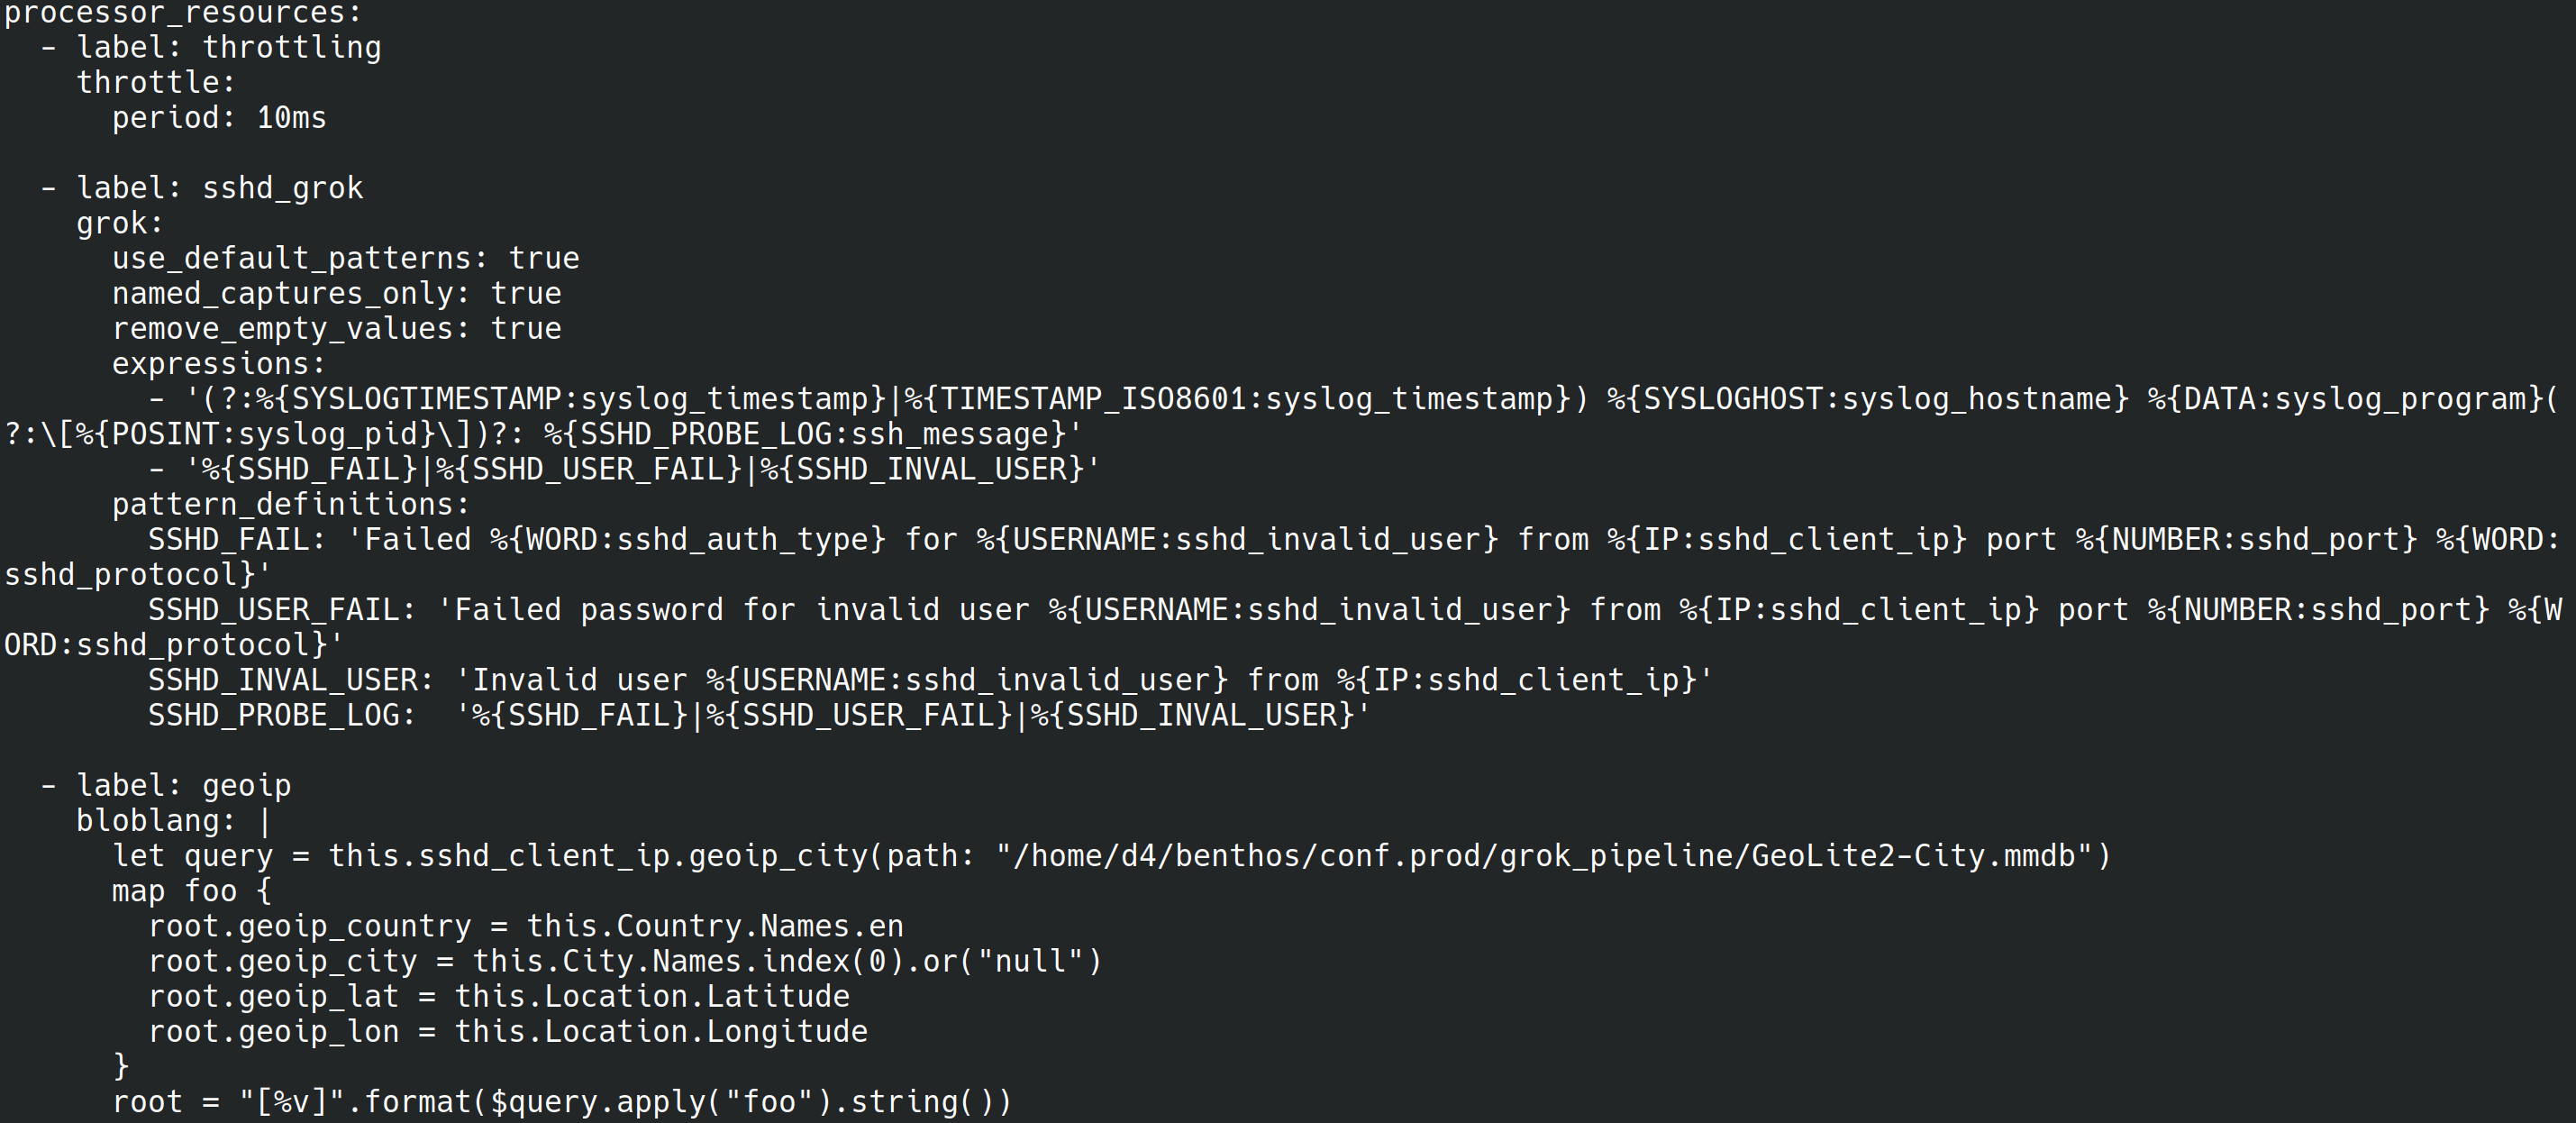 processor_resources:
  - label: throttling
    throttle:
      period: 10ms

  - label: sshd_grok
    grok:
      use_default_patterns: true
      named_captures_only: true
      remove_empty_values: true
      expressions:
        - '(?:%{SYSLOGTIMESTAMP:syslog_timestamp}|%{TIMESTAMP_ISO8601:syslog_timestamp}) %{SYSLOGHOST:syslog_hostname} %{DATA:syslog_program}(
?:\[%{POSINT:syslog_pid}\])?: %{SSHD_PROBE_LOG:ssh_message}'
        - '%{SSHD_FAIL}|%{SSHD_USER_FAIL}|%{SSHD_INVAL_USER}'
      pattern_definitions:
        SSHD_FAIL: 'Failed %{WORD:sshd_auth_type} for %{USERNAME:sshd_invalid_user} from %{IP:sshd_client_ip} port %{NUMBER:sshd_port} %{WORD:
sshd_protocol}'
        SSHD_USER_FAIL: 'Failed password for invalid user %{USERNAME:sshd_invalid_user} from %{IP:sshd_client_ip} port %{NUMBER:sshd_port} %{W
ORD:sshd_protocol}'
        SSHD_INVAL_USER: 'Invalid user %{USERNAME:sshd_invalid_user} from %{IP:sshd_client_ip}'
        SSHD_PROBE_LOG:  '%{SSHD_FAIL}|%{SSHD_USER_FAIL}|%{SSHD_INVAL_USER}'

  - label: geoip
    bloblang: |
      let query = this.sshd_client_ip.geoip_city(path: "/home/d4/benthos/conf.prod/grok_pipeline/GeoLite2-City.mmdb")
      map foo {
        root.geoip_country = this.Country.Names.en
        root.geoip_city = this.City.Names.index(0).or("null")
        root.geoip_lat = this.Location.Latitude
        root.geoip_lon = this.Location.Longitude
      }
      root = "[%v]".format($query.apply("foo").string())